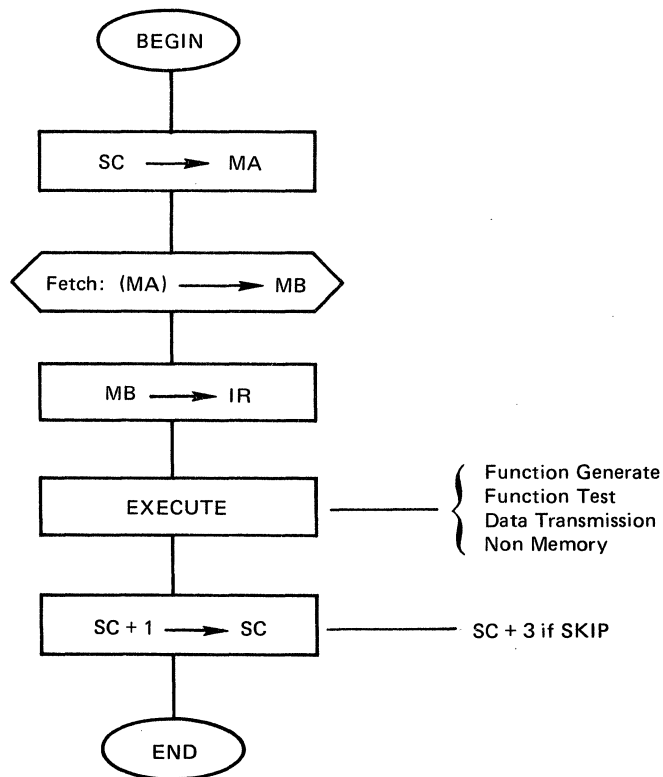 BEGIN
SC → MA
Fetch: (MA) → MB
MB → IR
EXECUTE
Function Generate
Function Test
Data Transmission
Non Memory
SC + 1 → SC
SC + 3 if SKIP
END